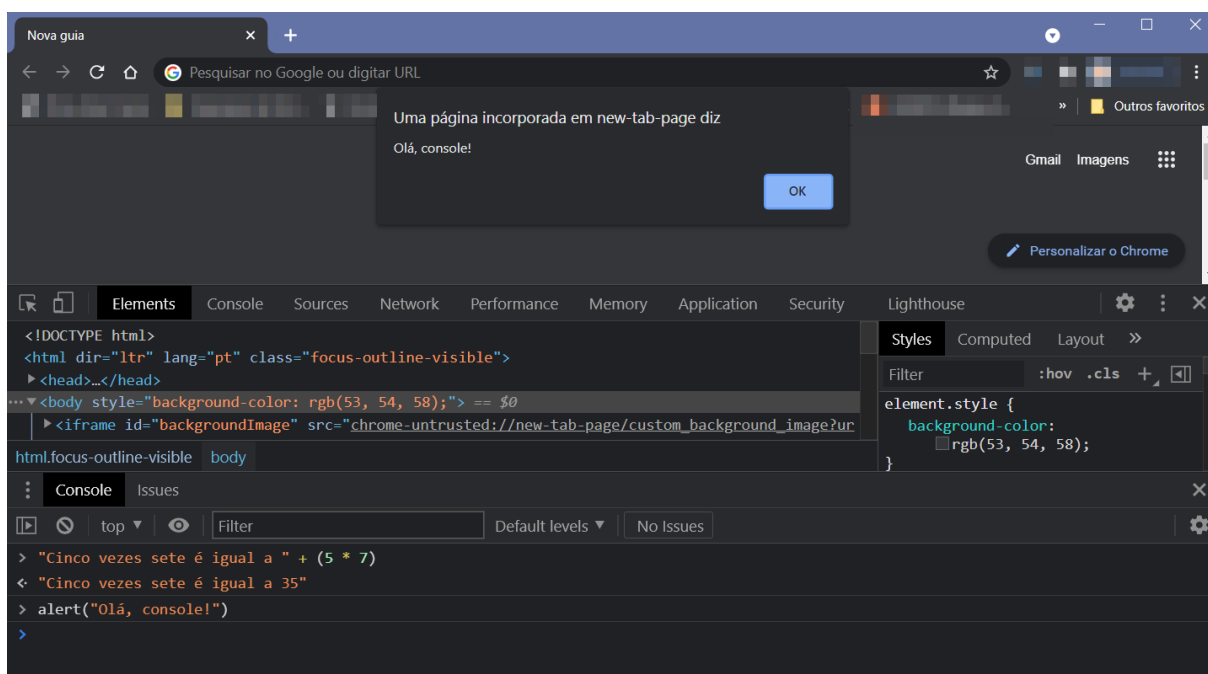 Nova guia
Pesquisar no Google ou digitar URL
» Outros favoritos
Uma página incorporada em new-tab-page diz
Olá, console!
OK
Gmail Imagens
Personalizar o Chrome
Elements Console Sources Network Performance Memory Application Security Lighthouse
<!DOCTYPE html>
<html dir="ltr" lang="pt" class="focus-outline-visible">
▶<head>…</head>
…▼<body style="background-color: rgb(53, 54, 58);"> == $0
▶<iframe id="backgroundImage" src="chrome-untrusted://new-tab-page/custom_background_image?ur
html.focus-outline-visible body
Styles Computed Layout »
Filter :hov .cls +
element.style {
background-color:
rgb(53, 54, 58);
}
Console Issues
top ▼ Filter Default levels ▼ No Issues
> "Cinco vezes sete é igual a " + (5 * 7)
<· "Cinco vezes sete é igual a 35"
> alert("Olá, console!")
>